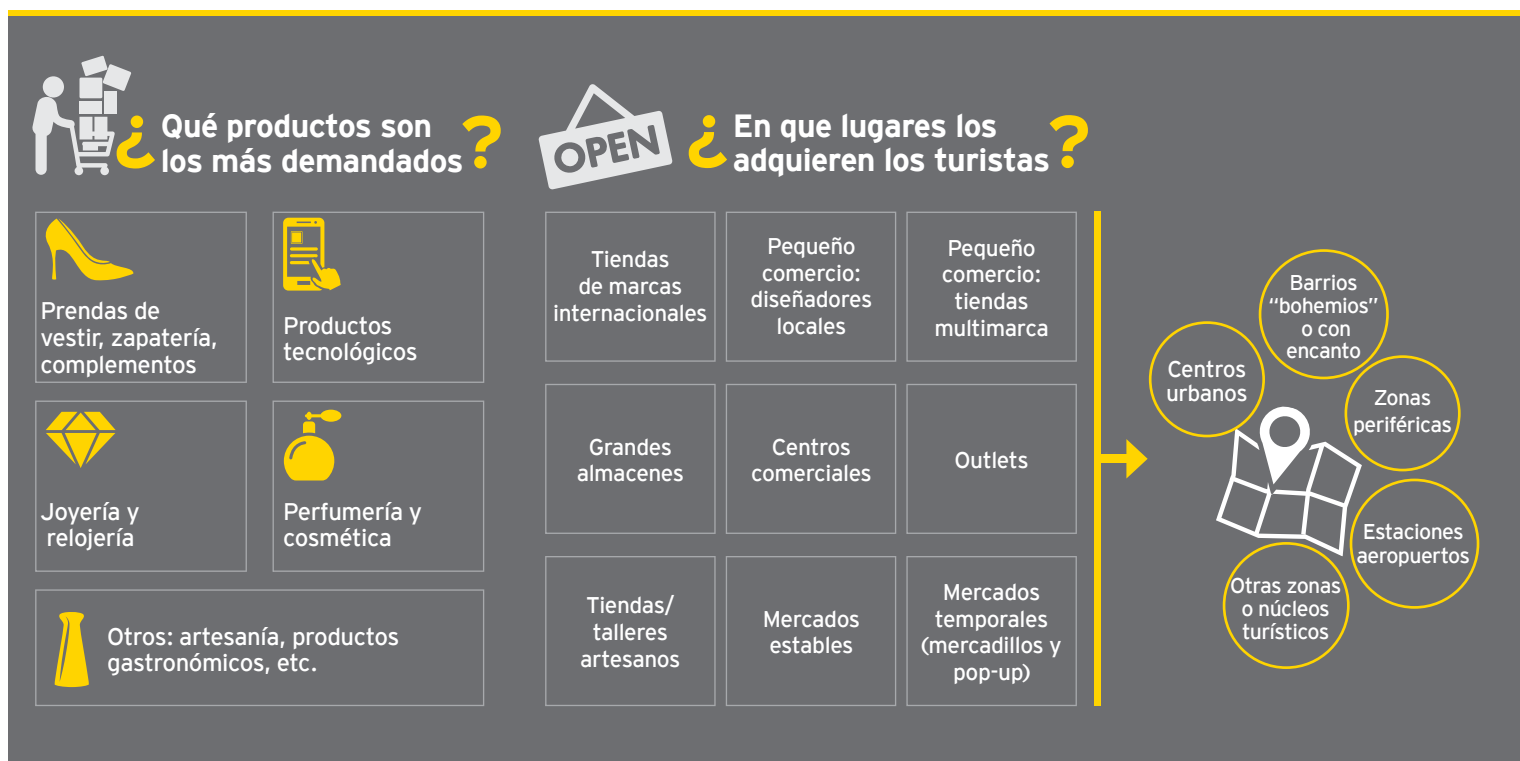 ¿Qué productos son
los más demandados?
Prendas de
vestir, zapatería,
complementos
Productos
tecnológicos
Joyería y
relojería
Perfumería y
cosmética
Otros: artesanía, productos
gastronómicos, etc.
OPEN
¿En que lugares los
adquieren los turistas?
Tiendas
de marcas
internacionales
Pequeño
comercio:
diseñadores
locales
Pequeño
comercio:
tiendas
multimarca
Grandes
almacenes
Centros
comerciales
Outlets
Tiendas/
talleres
artesanos
Mercados
estables
Mercados
temporales
(mercadillos y
pop-up)
Barrios
“bohemios”
o con
encanto
Centros
urbanos
Zonas
periféricas
Estaciones
aeropuertos
Otras zonas
o núcleos
turísticos